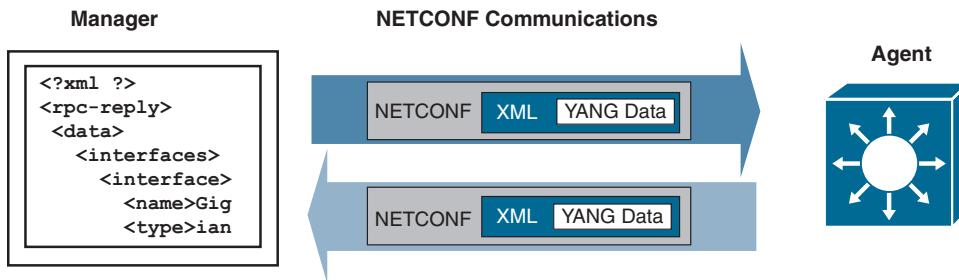 Manager
NETCONF Communications
Agent
<?xml ?>
<rpc-reply>
<data>
<interfaces>
<interface>
<name>Gig
<type>ian
NETCONF XML YANG Data
NETCONF XML YANG Data